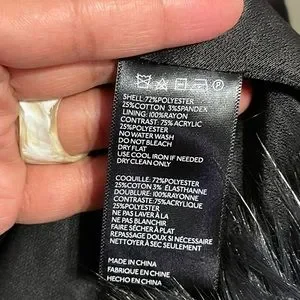 SHELL:72%POLYESTER
25%COTTON 3%SPANDEX
LINING: 100%RAYON
CONTRAST: 75% ACRYLIC
25%POLYESTER
NO WATER WASH
DO NOT BLEACH
DRY FLAT
USE COOL IRON IF NEEDED
DRY CLEAN ONLY
COQUILLE: 72%POLYESTER
25%COTON 3% ÉLASTHANNE
DOUBLURE: 100%RAYONNE
CONTRASTE: 75%ACRYLIQUE
25%POLYESTER
NE PAS LAVER À LA
NE PAS BLANCHIR
FAIRE SÉCHER À PLAT
REPASSAGE DOUX SI NÉCESSAIRE
NETTOYER À SEC SEULEMENT
MADE IN CHINA
FABRIQUE EN CHINE
HECHO EN CHINA